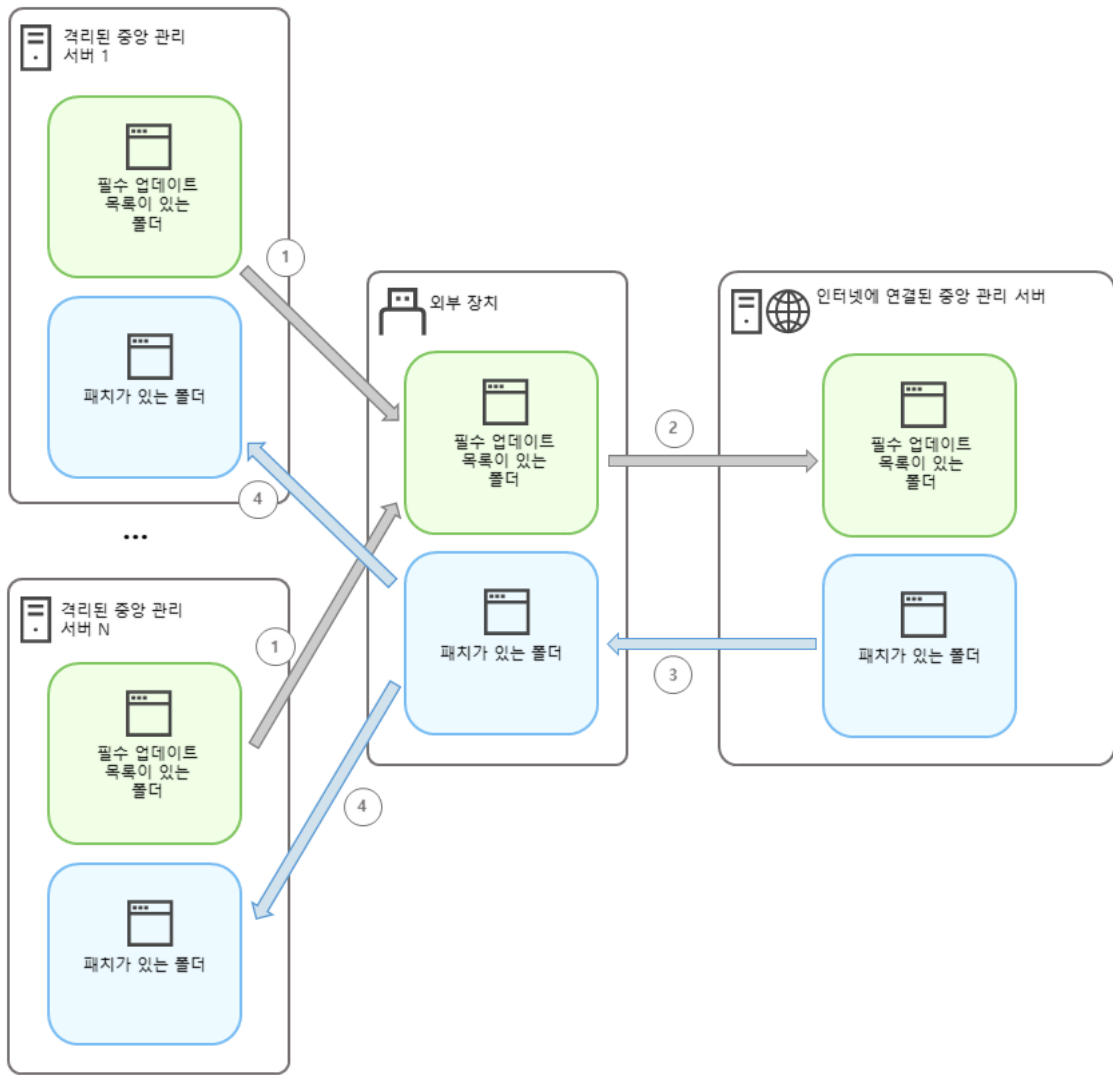 격리된 중앙 관리
서버 1
필수 업데이트
목록이 있는
폴더
패치가 있는 폴더
1
4
...
격리된 중앙 관리
서버 N
필수 업데이트
목록이 있는
폴더
패치가 있는 폴더
1
4
외부 장치
필수 업데이트
목록이 있는
폴더
패치가 있는 폴더
2
3
인터넷에 연결된 중앙 관리 서버
필수 업데이트
목록이 있는
폴더
패치가 있는 폴더